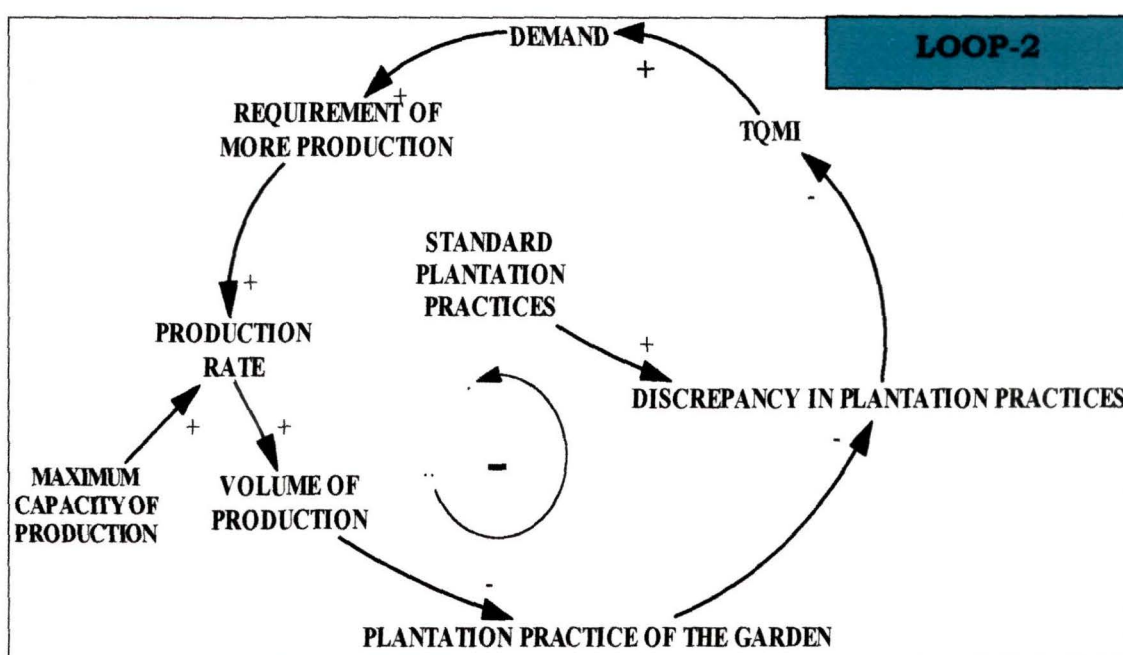 LOOP-2
DEMAND
+
+
REQUIREMENT OF
MORE PRODUCTION
TQMI
-
STANDARD
PLANTATION
PRACTICES
+
+
PRODUCTION
RATE
DISCREPANCY IN PLANTATION PRACTICES
+
+
-
-
MAXIMUM
CAPACITY OF
PRODUCTION
VOLUME OF
PRODUCTION
-
PLANTATION PRACTICE OF THE GARDEN